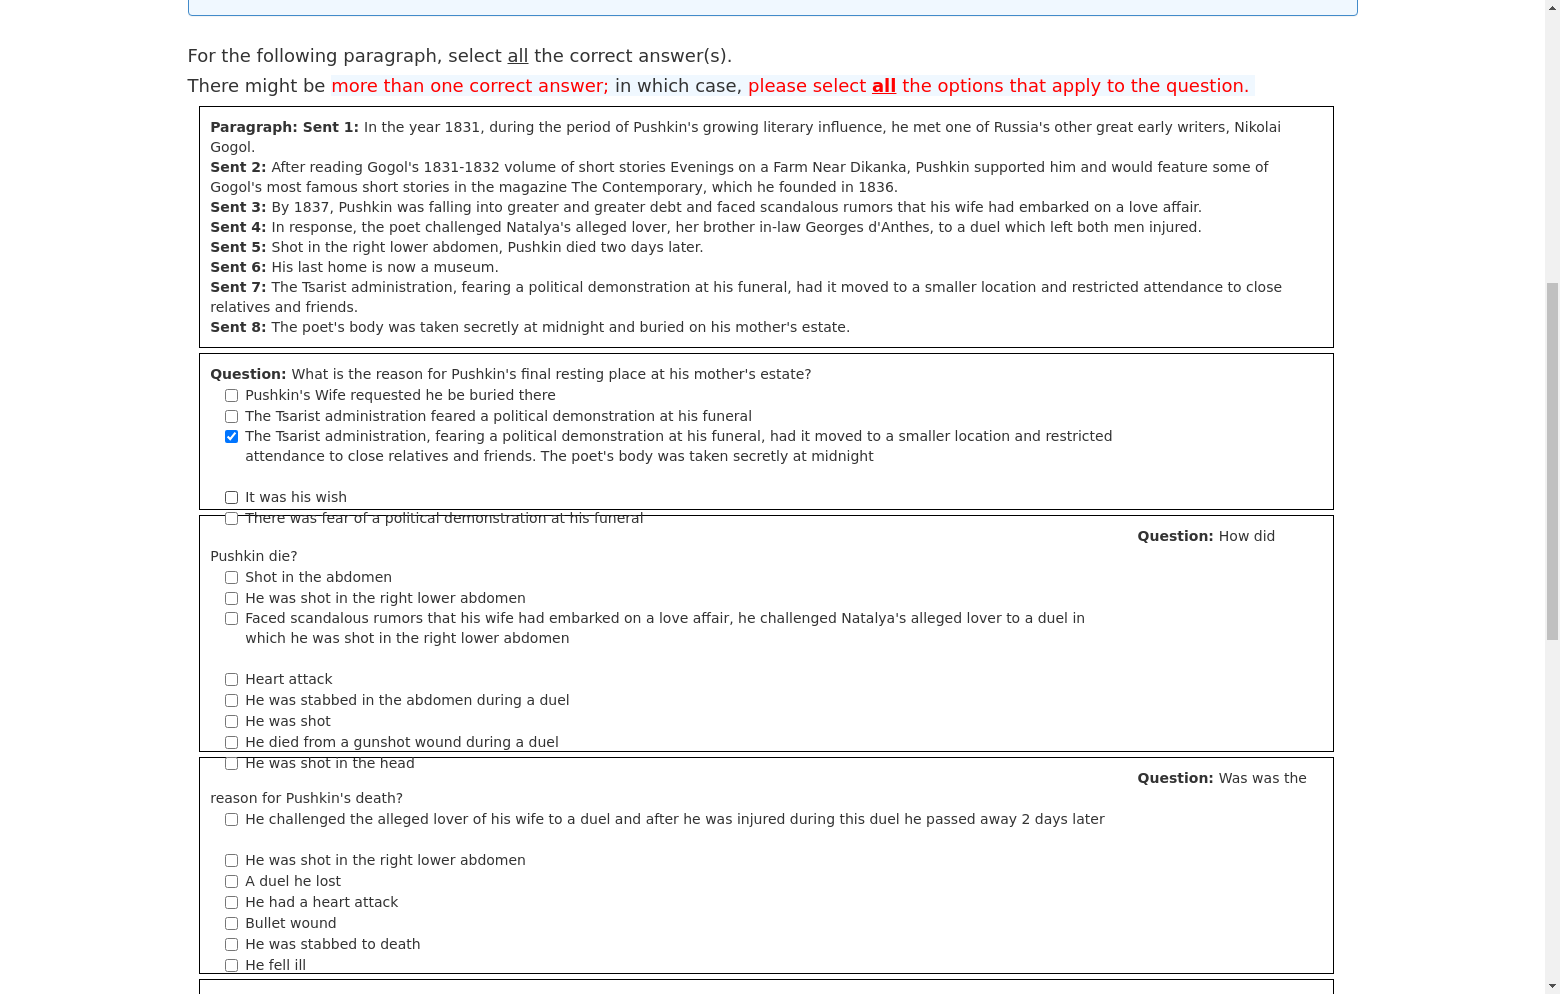 For the following paragraph, select all the correct answer(s).
There might be more than one correct answer; in which case, please select all the options that apply to the question.
Paragraph: Sent 1: In the year 1831, during the period of Pushkin's growing literary influence, he met one of Russia's other great early writers, Nikolai
Gogol.
Sent 2: After reading Gogol's 1831-1832 volume of short stories Evenings on a Farm Near Dikanka, Pushkin supported him and would feature some of
Gogol's most famous short stories in the magazine The Contemporary, which he founded in 1836.
Sent 3: By 1837, Pushkin was falling into greater and greater debt and faced scandalous rumors that his wife had embarked on a love affair.
Sent 4: In response, the poet challenged Natalya's alleged lover, her brother in-law Georges d'Anthes, to a duel which left both men injured.
Sent 5: Shot in the right lower abdomen, Pushkin died two days later.
Sent 6: His last home is now a museum.
Sent 7: The Tsarist administration, fearing a political demonstration at his funeral, had it moved to a smaller location and restricted attendance to close
relatives and friends.
Sent 8: The poet's body was taken secretly at midnight and buried on his mother's estate.
Question: What is the reason for Pushkin's final resting place at his mother's estate?
Pushkin's Wife requested he be buried there
The Tsarist administration feared a political demonstration at his funeral
The Tsarist administration, fearing a political demonstration at his funeral, had it moved to a smaller location and restricted
attendance to close relatives and friends. The poet's body was taken secretly at midnight
It was his wish
There was fear of a political demonstration at his funeral
Question: How did
Pushkin die?
Shot in the abdomen
He was shot in the right lower abdomen
Faced scandalous rumors that his wife had embarked on a love affair, he challenged Natalya's alleged lover to a duel in
which he was shot in the right lower abdomen
Heart attack
He was stabbed in the abdomen during a duel
He was shot
He died from a gunshot wound during a duel
He was shot in the head
Question: Was was the
reason for Pushkin's death?
He challenged the alleged lover of his wife to a duel and after he was injured during this duel he passed away 2 days later
He was shot in the right lower abdomen
A duel he lost
He had a heart attack
Bullet wound
He was stabbed to death
He fell ill